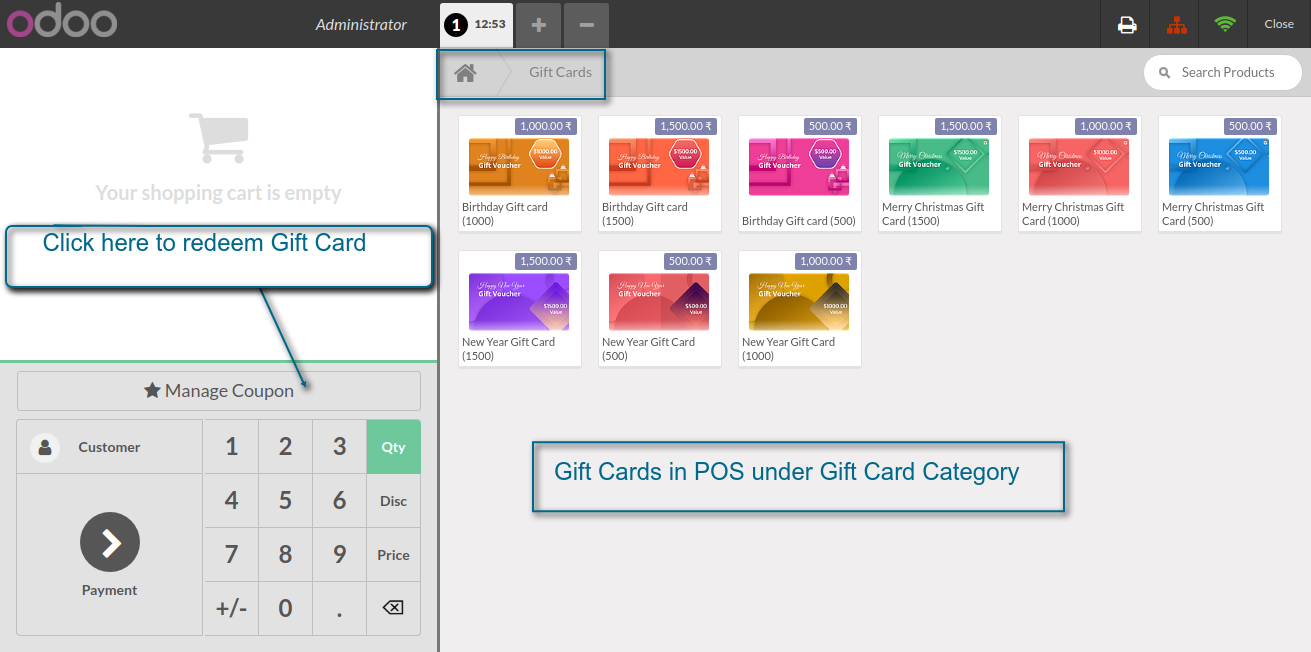 odoo
Administrator
1 12:53
+
−
Close
Gift Cards
Search Products
Your shopping cart is empty
Click here to redeem Gift Card
1,000.00 ₹
Happy Birthday
Gift Voucher
$1000.00
Value
Birthday Gift card
(1000)
1,500.00 ₹
Happy Birthday
Gift Voucher
$1500.00
Value
Birthday Gift card
(1500)
500.00 ₹
Happy Birthday
Gift Voucher
$500.00
Value
Birthday Gift card (500)
1,500.00 ₹
Merry Christmas
Gift Voucher
$1500.00
Value
Merry Christmas Gift
Card (1500)
1,000.00 ₹
Merry Christmas
Gift Voucher
$1000.00
Value
Merry Christmas Gift
Card (1000)
500.00 ₹
Merry Christmas
Gift Voucher
$500.00
Value
Merry Christmas Gift
Card (500)
1,500.00 ₹
Happy New Year
Gift Voucher
$1500.00
Value
New Year Gift Card
(1500)
500.00 ₹
Happy New Year
Gift Voucher
$500.00
Value
New Year Gift Card
(500)
1,000.00 ₹
Happy New Year
Gift Voucher
$1000.00
Value
New Year Gift Card
(1000)
Manage Coupon
Customer
1 2 3 Qty
4 5 6 Disc
7 8 9 Price
Payment
+/- 0 .
Gift Cards in POS under Gift Card Category